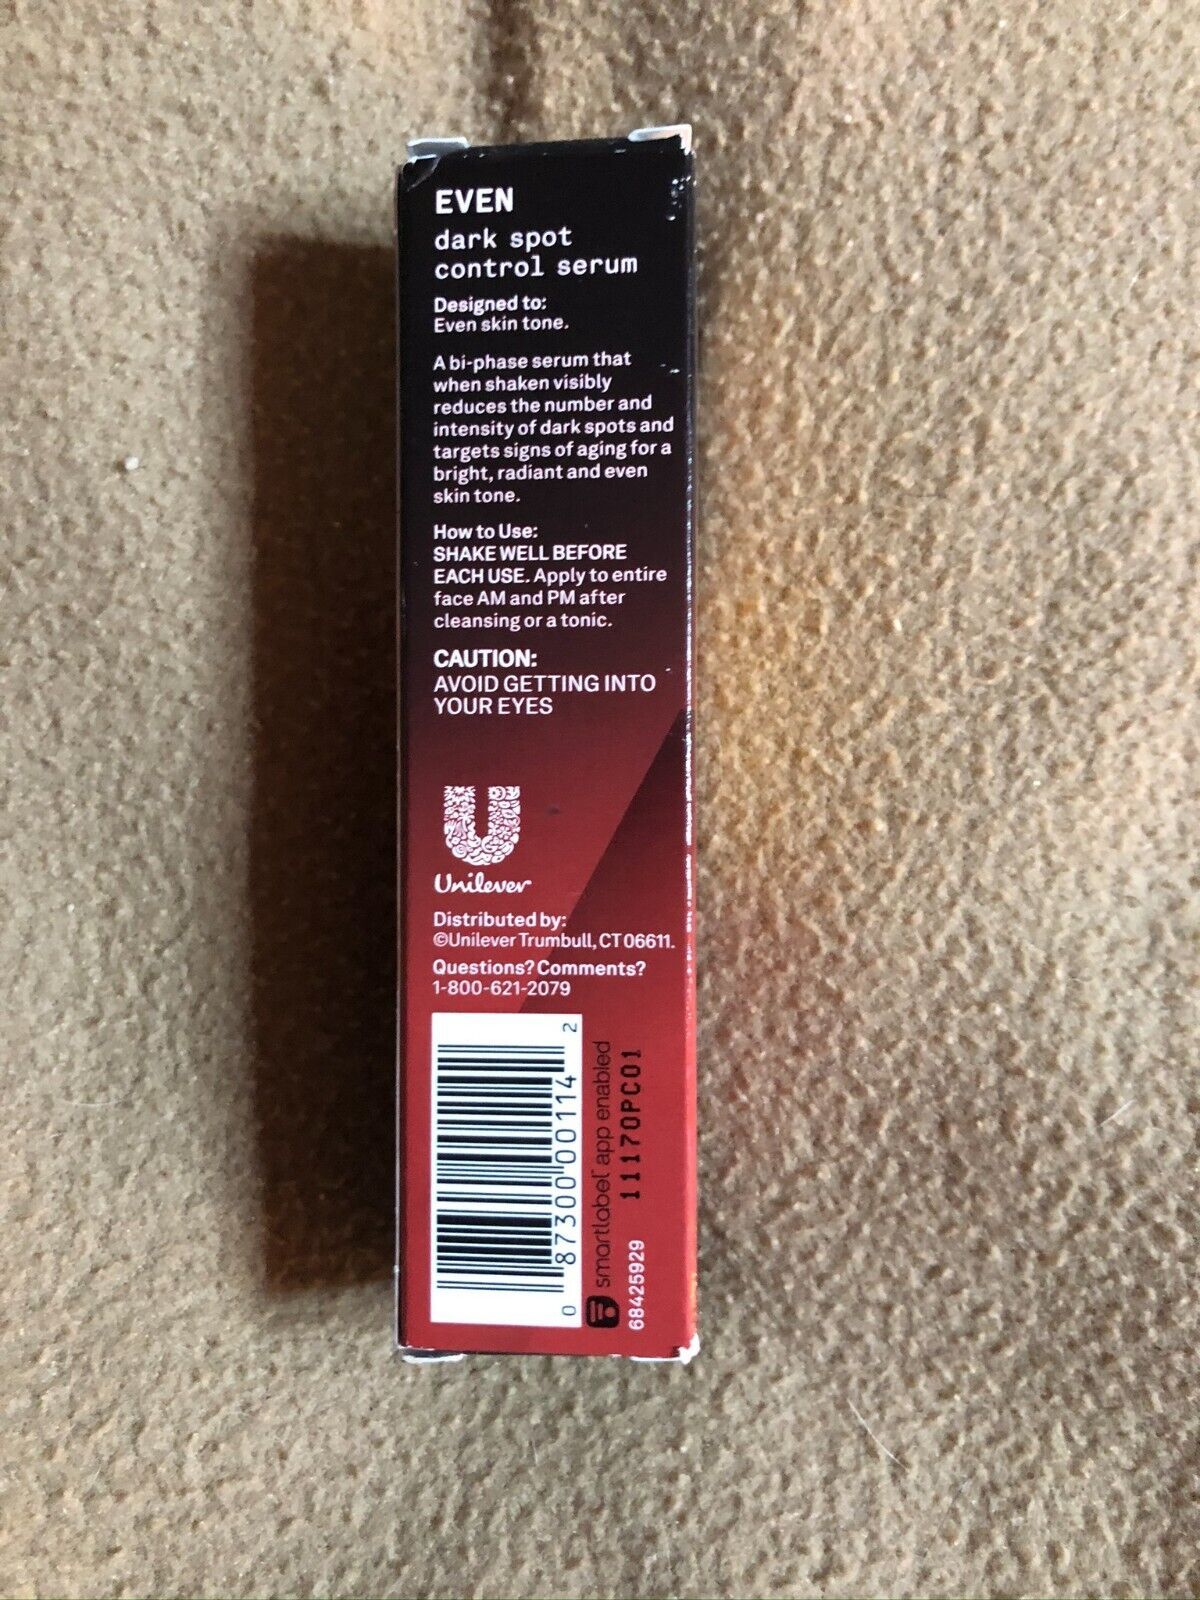 EVEN
dark spot
control serum
Designed to:
Even skin tone.
A bi-phase serum that
when shaken visibly
reduces the number and
intensity of dark spots and
targets signs of aging for a
bright, radiant and even
skin tone.
How to Use:
SHAKE WELL BEFORE
EACH USE. Apply to entire
face AM and PM after
cleansing or a tonic.
CAUTION:
AVOID GETTING INTO
YOUR EYES
Unilever
Distributed by:
©Unilever Trumbull, CT 06611.
Questions? Comments?
1-800-621-2079
0 87300 00114 2
smartlabel™ app enabled
11170PC01
68425929